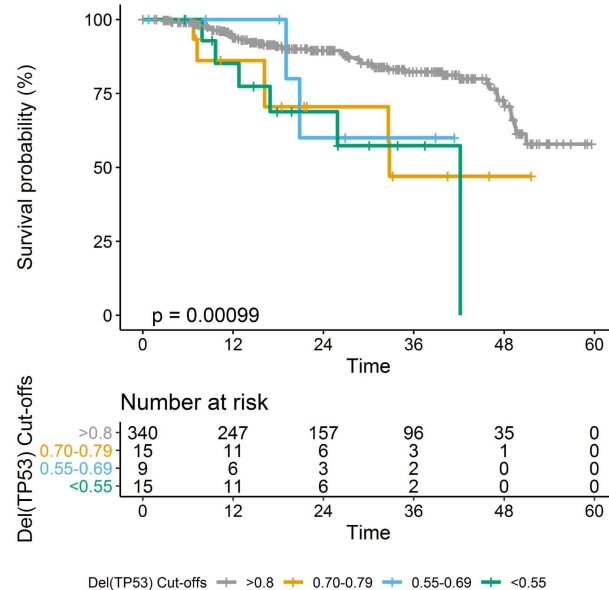 Survival probability (%)
100
75
50
25
0
p = 0.00099
0 12 24 36 48 60
Time
Number at risk
Del(TP53) Cut-offs
>0.8 340 247 157 96 35 0
0.70-0.79 15 11 6 3 1 0
0.55-0.69 9 6 3 2 0 0
<0.55 15 11 6 2 0 0
0 12 24 36 48 60
Time
Del(TP53) Cut-offs >0.8 0.70-0.79 0.55-0.69 <0.55